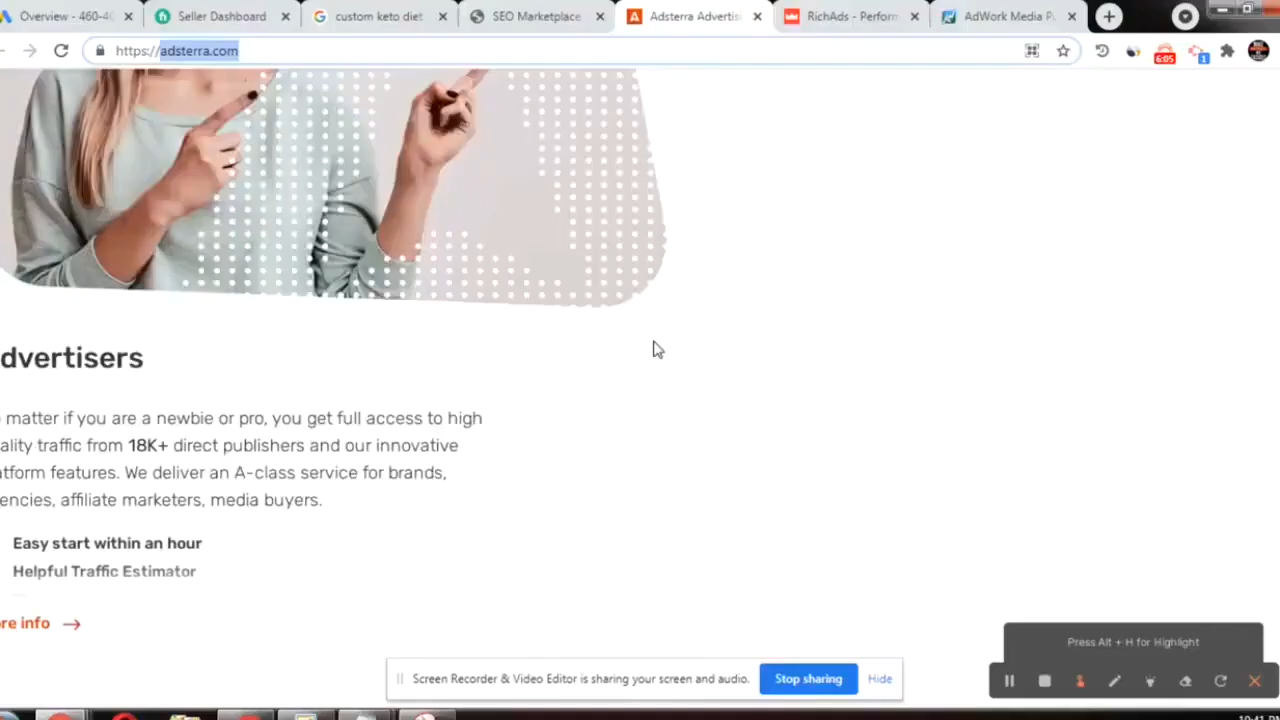 Overview - 460-4
Seller Dashboard
custom keto diet
SEO Marketplace
Adsterra Advertis
RichAds - Perform
AdWork Media P
https://adsterra.com
6:05
1
dvertisers
matter if you are a newbie or pro, you get full access to high
ality traffic from 18K+ direct publishers and our innovative
atform features. We deliver an A-class service for brands,
encies, affiliate marketers, media buyers.
Easy start within an hour
Helpful Traffic Estimator
re info
Press Alt + H for Highlight
Screen Recorder & Video Editor is sharing your screen and audio.
Stop sharing
Hide